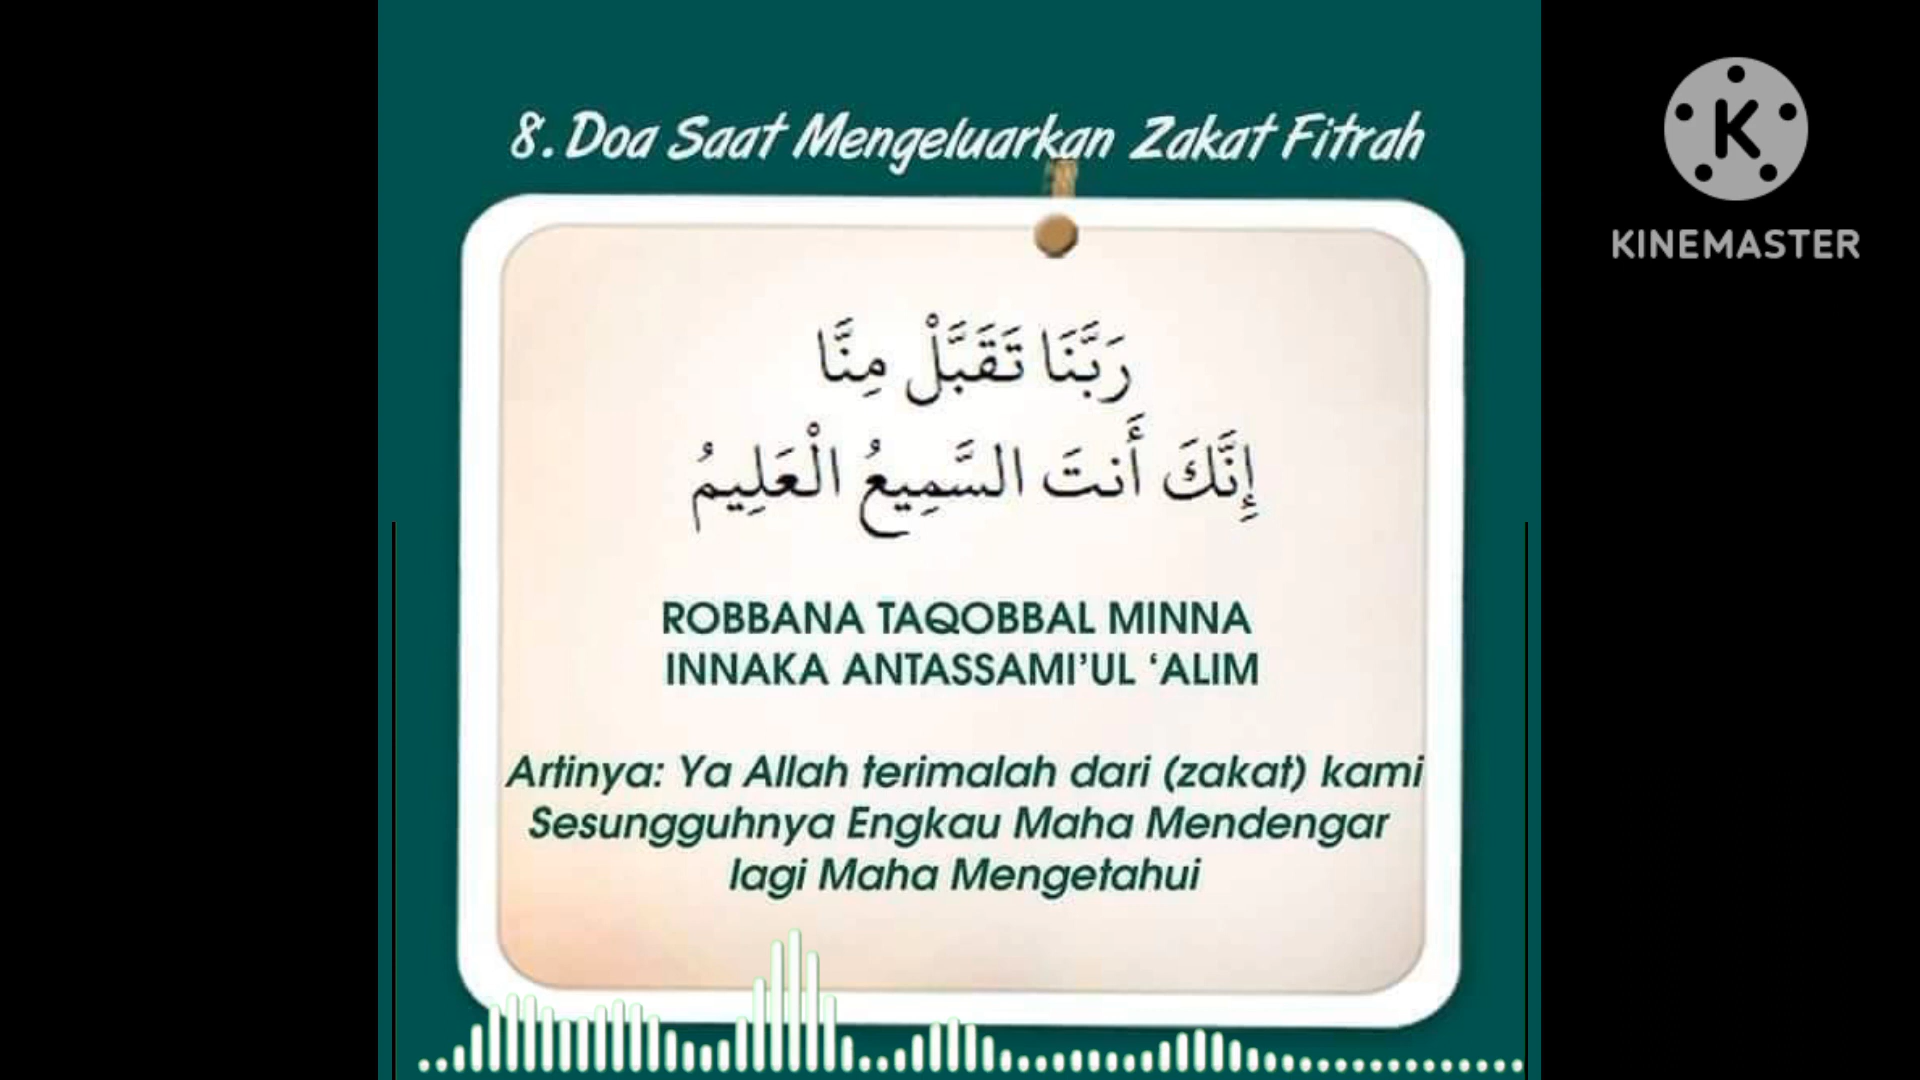 8. Doa Saat Mengeluarkan Zakat Fitrah
K
KINEMASTER
رَبَّنَا تَقَبَّلْ مِنَّا
إِنَّكَ أَنتَ السَّمِيعُ الْعَلِيمُ
ROBBANA TAQOBBAL MINNA
INNAKA ANTASSAMI’UL ‘ALIM
Artinya: Ya Allah terimalah dari (zakat) kami
Sesungguhnya Engkau Maha Mendengar
lagi Maha Mengetahui